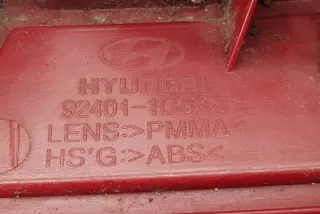 HYUNDAI
92401-1C
LENS:>PMMA<
HS'G:>ABS<